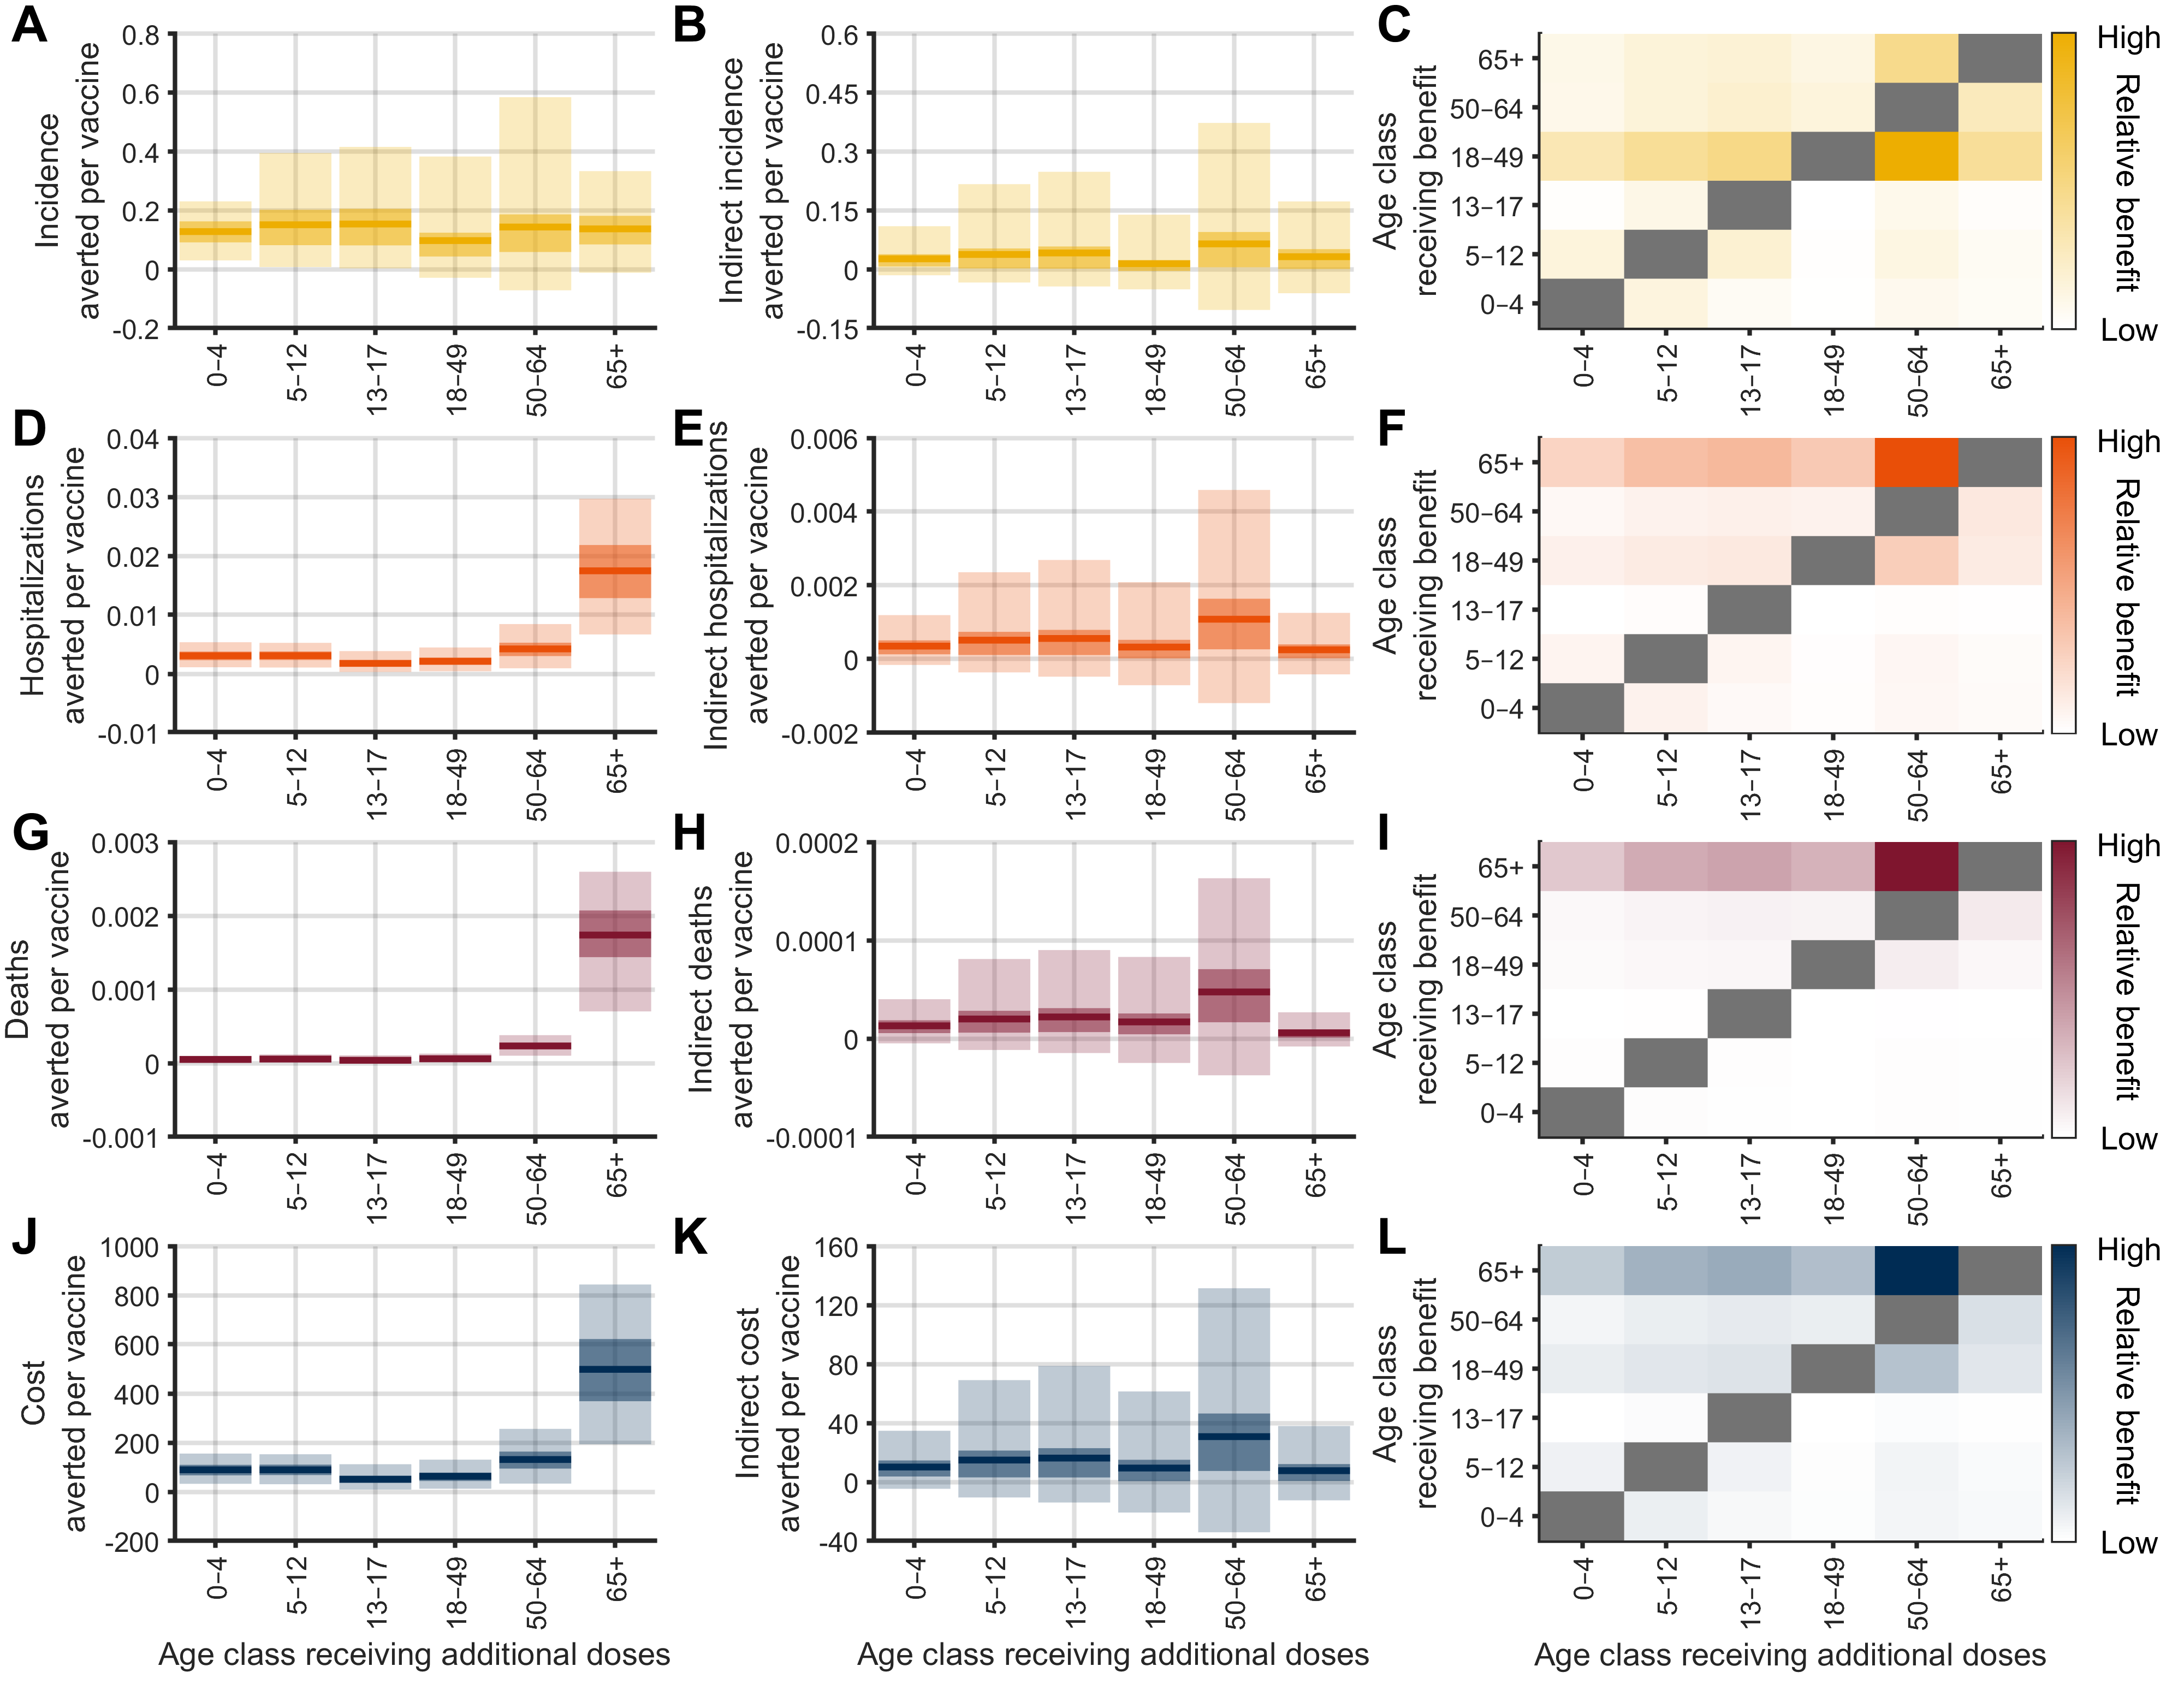 A
Incidence
averted per vaccine
0.8
0.6
0.4
0.2
0
-0.2
0–4
5–12
13–17
18–49
50–64
65+
B
Indirect incidence
averted per vaccine
0.6
0.45
0.3
0.15
0
-0.15
0–4
5–12
13–17
18–49
50–64
65+
C
Age class
receiving benefit
65+
50–64
18–49
13–17
5–12
0–4
0–4
5–12
13–17
18–49
50–64
65+
High
Relative benefit
Low
D
Hospitalizations
averted per vaccine
0.04
0.03
0.02
0.01
0
-0.01
0–4
5–12
13–17
18–49
50–64
65+
E
Indirect hospitalizations
averted per vaccine
0.006
0.004
0.002
0
-0.002
0–4
5–12
13–17
18–49
50–64
65+
F
Age class
receiving benefit
65+
50–64
18–49
13–17
5–12
0–4
0–4
5–12
13–17
18–49
50–64
65+
High
Relative benefit
Low
G
Deaths
averted per vaccine
0.003
0.002
0.001
0
-0.001
0–4
5–12
13–17
18–49
50–64
65+
H
Indirect deaths
averted per vaccine
0.0002
0.0001
0
-0.0001
0–4
5–12
13–17
18–49
50–64
65+
I
Age class
receiving benefit
65+
50–64
18–49
13–17
5–12
0–4
0–4
5–12
13–17
18–49
50–64
65+
High
Relative benefit
Low
J
Cost
averted per vaccine
1000
800
600
400
200
0
-200
0–4
5–12
13–17
18–49
50–64
65+
Age class receiving additional doses
K
Indirect cost
averted per vaccine
160
120
80
40
0
-40
0–4
5–12
13–17
18–49
50–64
65+
Age class receiving additional doses
L
Age class
receiving benefit
65+
50–64
18–49
13–17
5–12
0–4
0–4
5–12
13–17
18–49
50–64
65+
Age class receiving additional doses
High
Relative benefit
Low